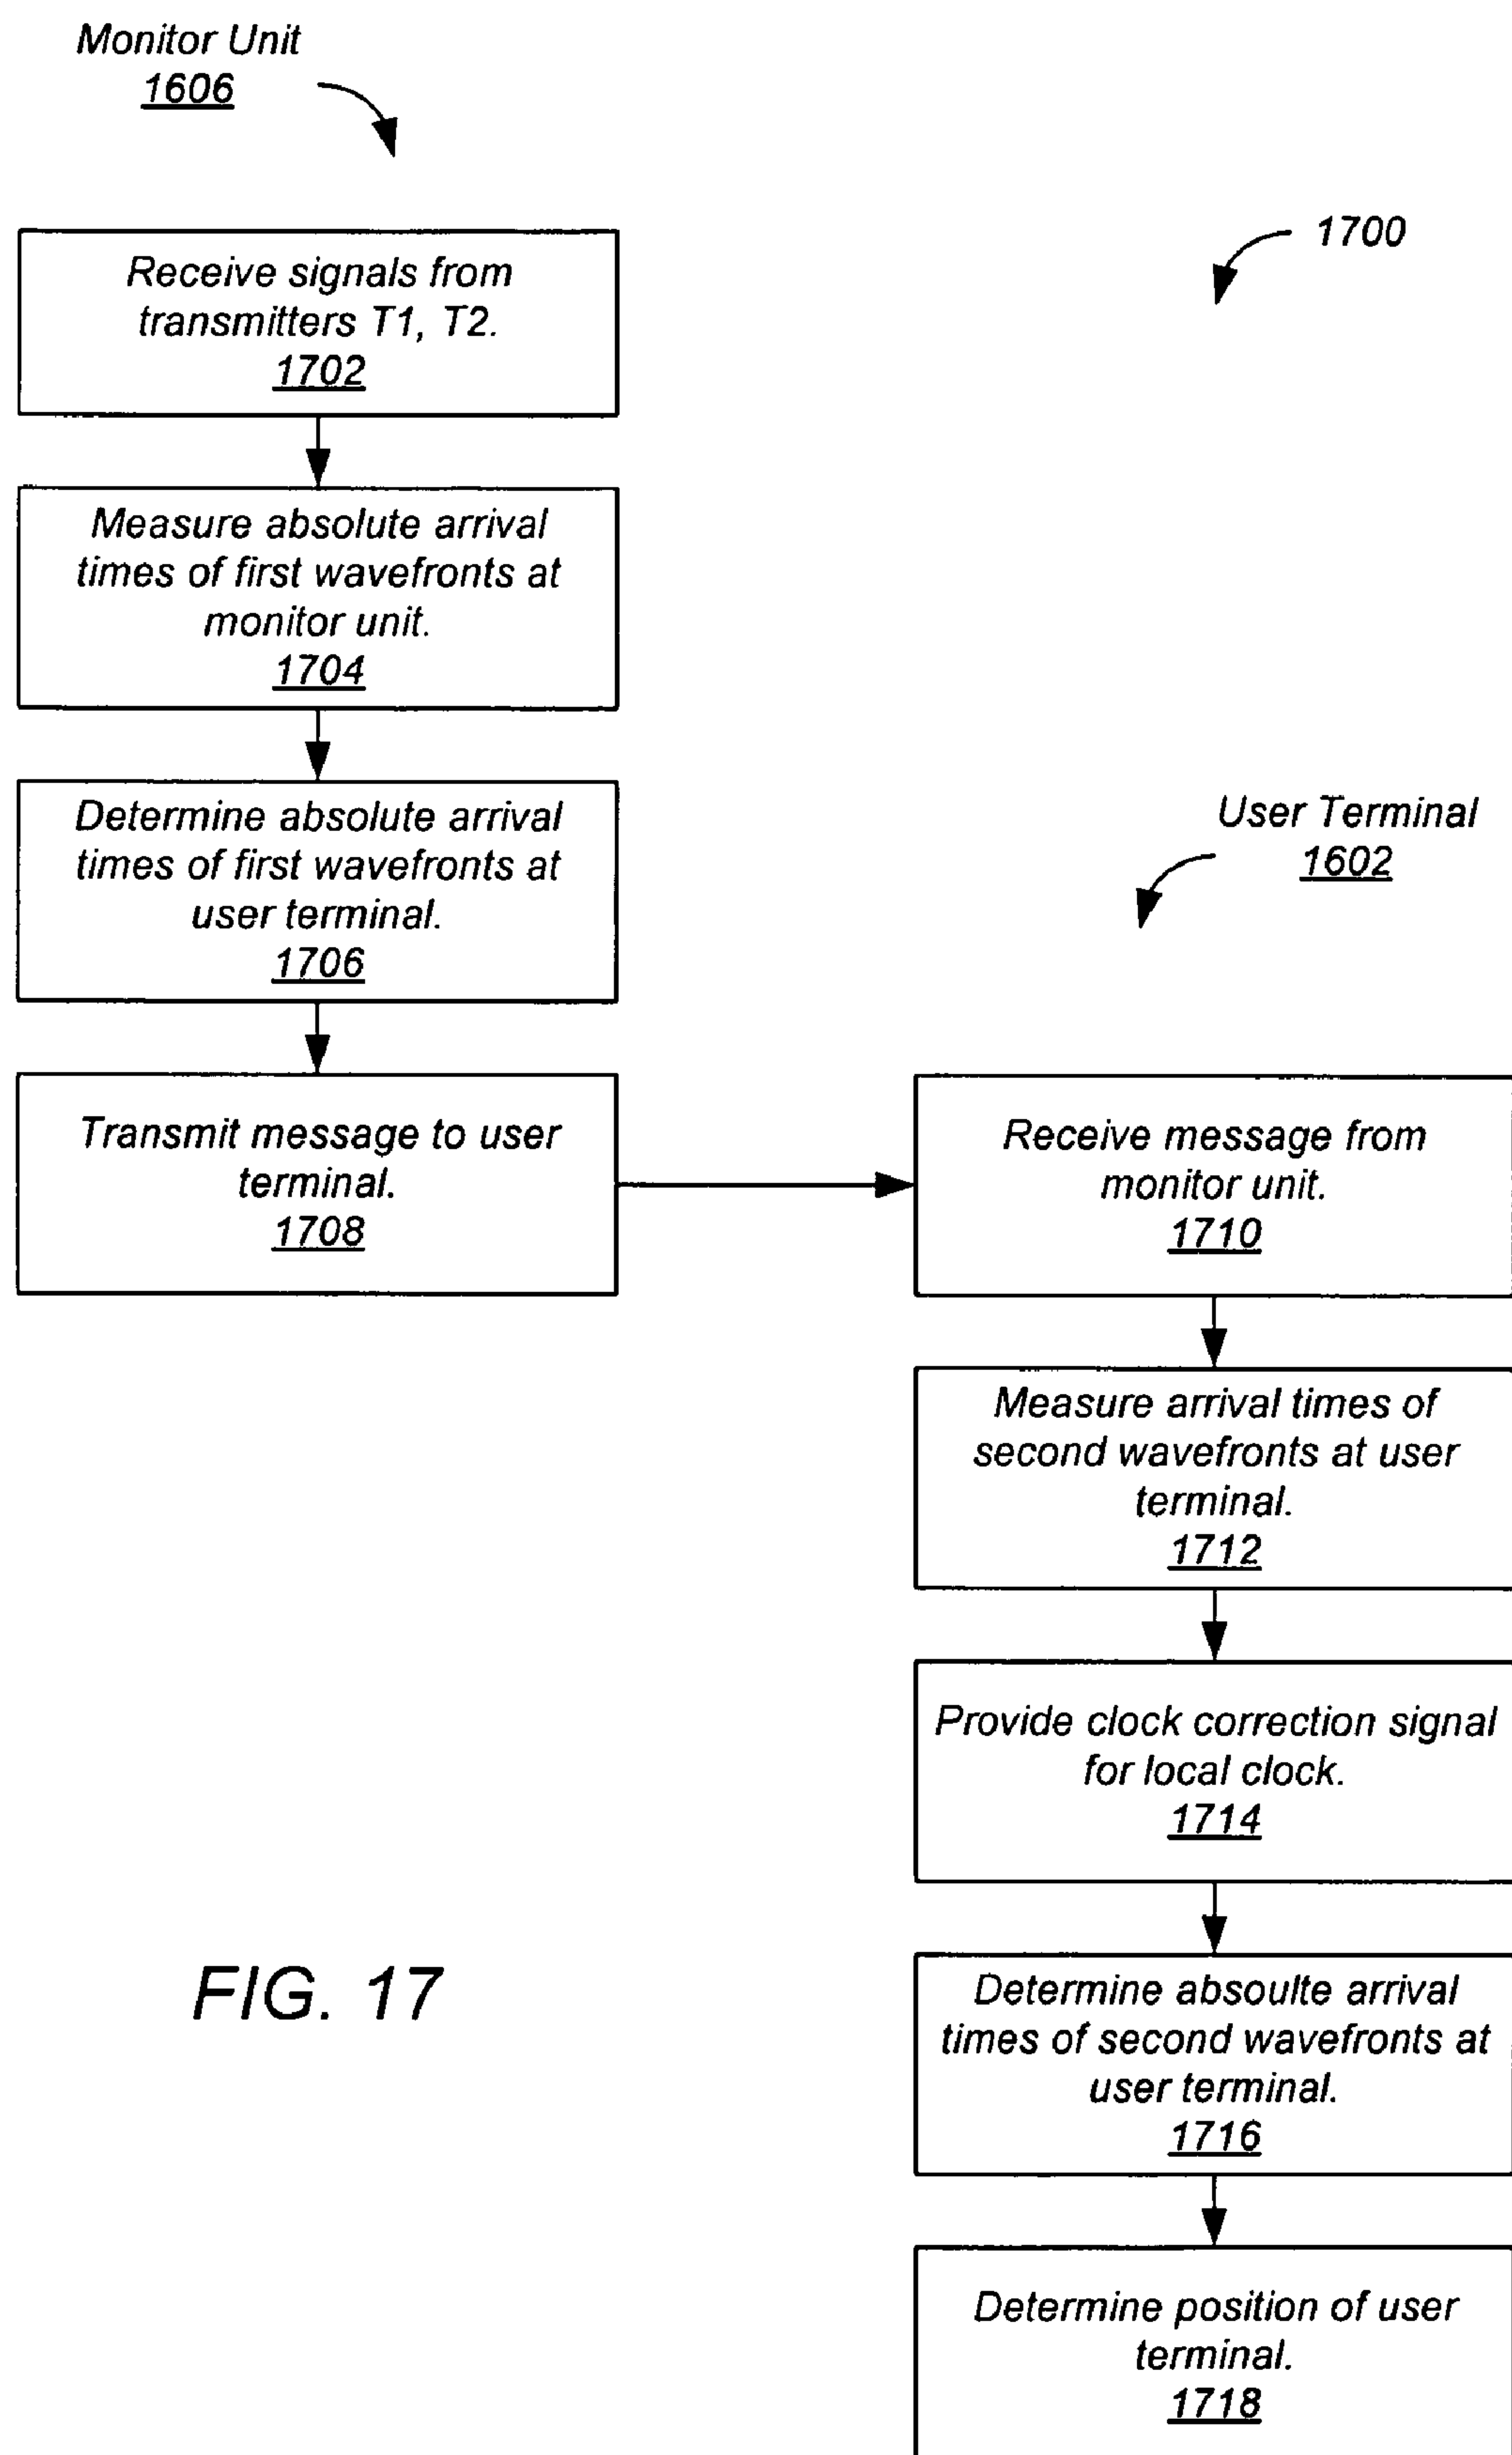 Monitor Unit
1606
1700
Receive signals from
transmitters T1, T2.
1702
Measure absolute arrival
times of first wavefronts at
monitor unit.
1704
Determine absolute arrival
times of first wavefronts at
user terminal.
1706
Transmit message to user
terminal.
1708
User Terminal
1602
Receive message from
monitor unit.
1710
Measure arrival times of
second wavefronts at user
terminal.
1712
Provide clock correction signal
for local clock.
1714
Determine absoulte arrival
times of second wavefronts at
user terminal.
1716
Determine position of user
terminal.
1718
FIG. 17